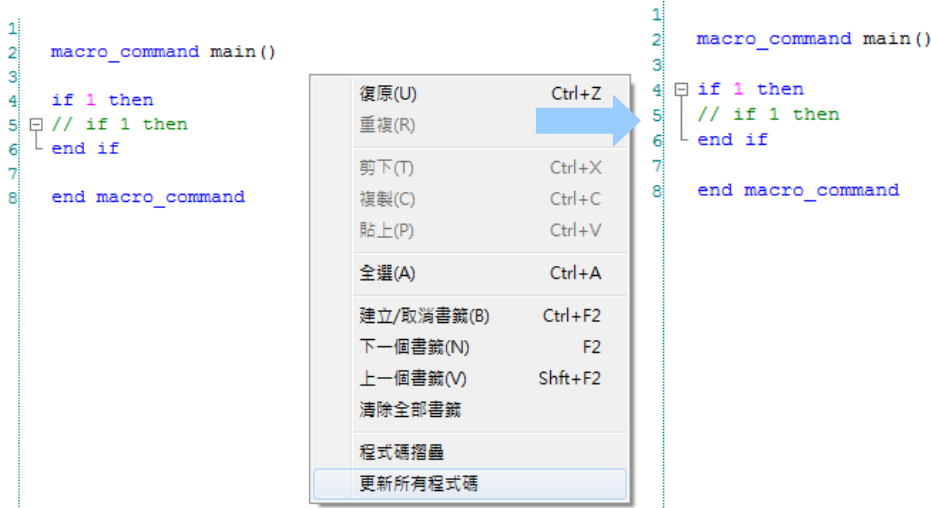 1
2 macro_command main()
3
4 if 1 then
5 // if 1 then
6 end if
7
8 end macro_command
復原(U) Ctrl+Z
重複(R)
剪下(T) Ctrl+X
複製(C) Ctrl+C
貼上(P) Ctrl+V
全選(A) Ctrl+A
建立/取消書籤(B) Ctrl+F2
下一個書籤(N) F2
上一個書籤(V) Shft+F2
清除全部書籤
程式碼摺疊
更新所有程式碼
1
2 macro_command main()
3
4 if 1 then
5 // if 1 then
6 end if
7
8 end macro_command